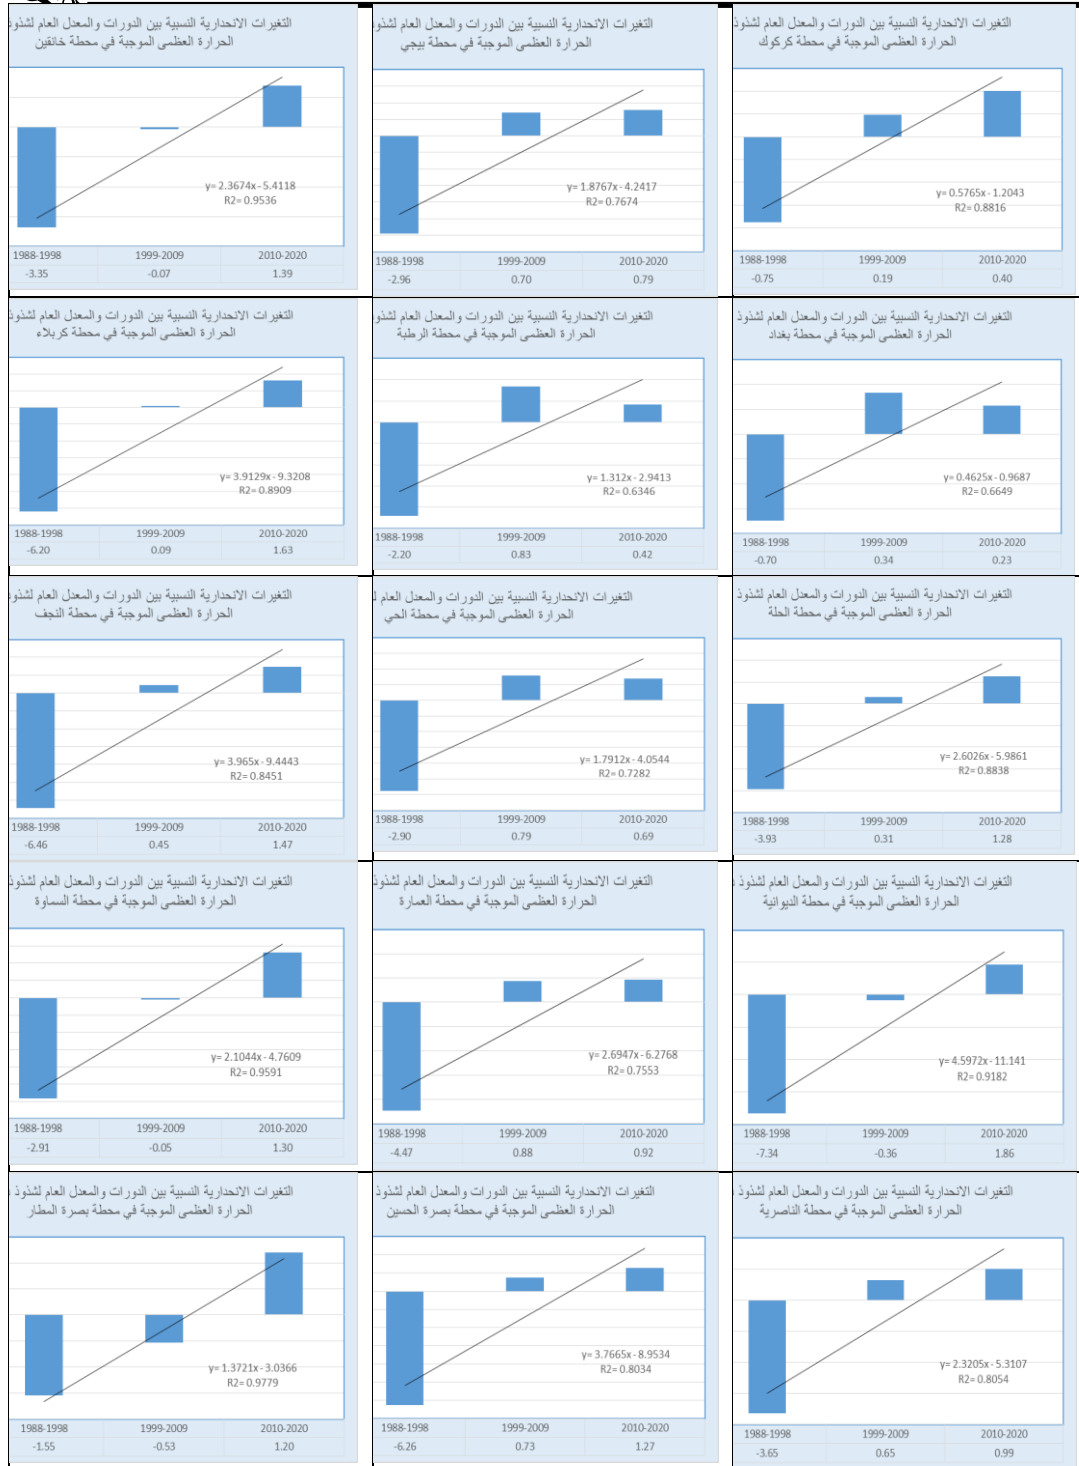 التغيرات الانحدارية النسبية بين الدورات والمعدل العام لشذوذ
الحرارة العظمى الموجبة في محطة كركوك
y= 0.5765x - 1.2043
R2= 0.8816
1988-1998 1999-2009 2010-2020
-0.75 0.19 0.40
التغيرات الانحدارية النسبية بين الدورات والمعدل العام لشذو
الحرارة العظمى الموجبة في محطة بيجي
y= 1.8767x - 4.2417
R2= 0.7674
1988-1998 1999-2009 2010-2020
-2.96 0.70 0.79
التغيرات الانحدارية النسبية بين الدورات والمعدل العام لشذو
الحرارة العظمى الموجبة في محطة خانقين
y= 2.3674x - 5.4118
R2= 0.9536
1988-1998 1999-2009 2010-2020
-3.35 -0.07 1.39
التغيرات الانحدارية النسبية بين الدورات والمعدل العام لشذوذ
الحرارة العظمى الموجبة في محطة بغداد
y= 0.4625x - 0.9687
R2= 0.6649
1988-1998 1999-2009 2010-2020
-0.70 0.34 0.23
التغيرات الانحدارية النسبية بين الدورات والمعدل العام لشذو
الحرارة العظمى الموجبة في محطة الرطبة
y= 1.312x - 2.9413
R2= 0.6346
1988-1998 1999-2009 2010-2020
-2.20 0.83 0.42
التغيرات الانحدارية النسبية بين الدورات والمعدل العام لشذو
الحرارة العظمى الموجبة في محطة كربلاء
y= 3.9129x - 9.3208
R2= 0.8909
1988-1998 1999-2009 2010-2020
-6.20 0.09 1.63
التغيرات الانحدارية النسبية بين الدورات والمعدل العام لشذوذ
الحرارة العظمى الموجبة في محطة الحلة
y= 2.6026x - 5.9861
R2= 0.8838
1988-1998 1999-2009 2010-2020
-3.93 0.31 1.28
التغيرات الانحدارية النسبية بين الدورات والمعدل العام ل
الحرارة العظمى الموجبة في محطة الحي
y= 1.7912x - 4.0544
R2= 0.7282
1988-1998 1999-2009 2010-2020
-2.90 0.79 0.69
التغيرات الانحدارية النسبية بين الدورات والمعدل العام لشذو
الحرارة العظمى الموجبة في محطة النجف
y= 3.965x - 9.4443
R2= 0.8451
1988-1998 1999-2009 2010-2020
-6.46 0.45 1.47
التغيرات الانحدارية النسبية بين الدورات والمعدل العام لشذوذ
الحرارة العظمى الموجبة في محطة الديوانية
y= 4.5972x - 11.141
R2= 0.9182
1988-1998 1999-2009 2010-2020
-7.34 -0.36 1.86
التغيرات الانحدارية النسبية بين الدورات والمعدل العام لشذوذ
الحرارة العظمى الموجبة في محطة العمارة
y= 2.6947x - 6.2768
R2= 0.7553
1988-1998 1999-2009 2010-2020
-4.47 0.88 0.92
التغيرات الانحدارية النسبية بين الدورات والمعدل العام لشذو
الحرارة العظمى الموجبة في محطة السماوة
y= 2.1044x - 4.7609
R2= 0.9591
1988-1998 1999-2009 2010-2020
-2.91 -0.05 1.30
التغيرات الانحدارية النسبية بين الدورات والمعدل العام لشذوذ
الحرارة العظمى الموجبة في محطة الناصرية
y= 2.3205x - 5.3107
R2= 0.8054
1988-1998 1999-2009 2010-2020
-3.65 0.65 0.99
التغيرات الانحدارية النسبية بين الدورات والمعدل العام لشذوذ
الحرارة العظمى الموجبة في محطة بصرة الحسين
y= 3.7665x - 8.9534
R2= 0.8034
1988-1998 1999-2009 2010-2020
-6.26 0.73 1.27
التغيرات الانحدارية النسبية بين الدورات والمعدل العام لشذوذ
الحرارة العظمى الموجبة في محطة بصرة المطار
y= 1.3721x - 3.0366
R2= 0.9779
1988-1998 1999-2009 2010-2020
-1.55 -0.53 1.20